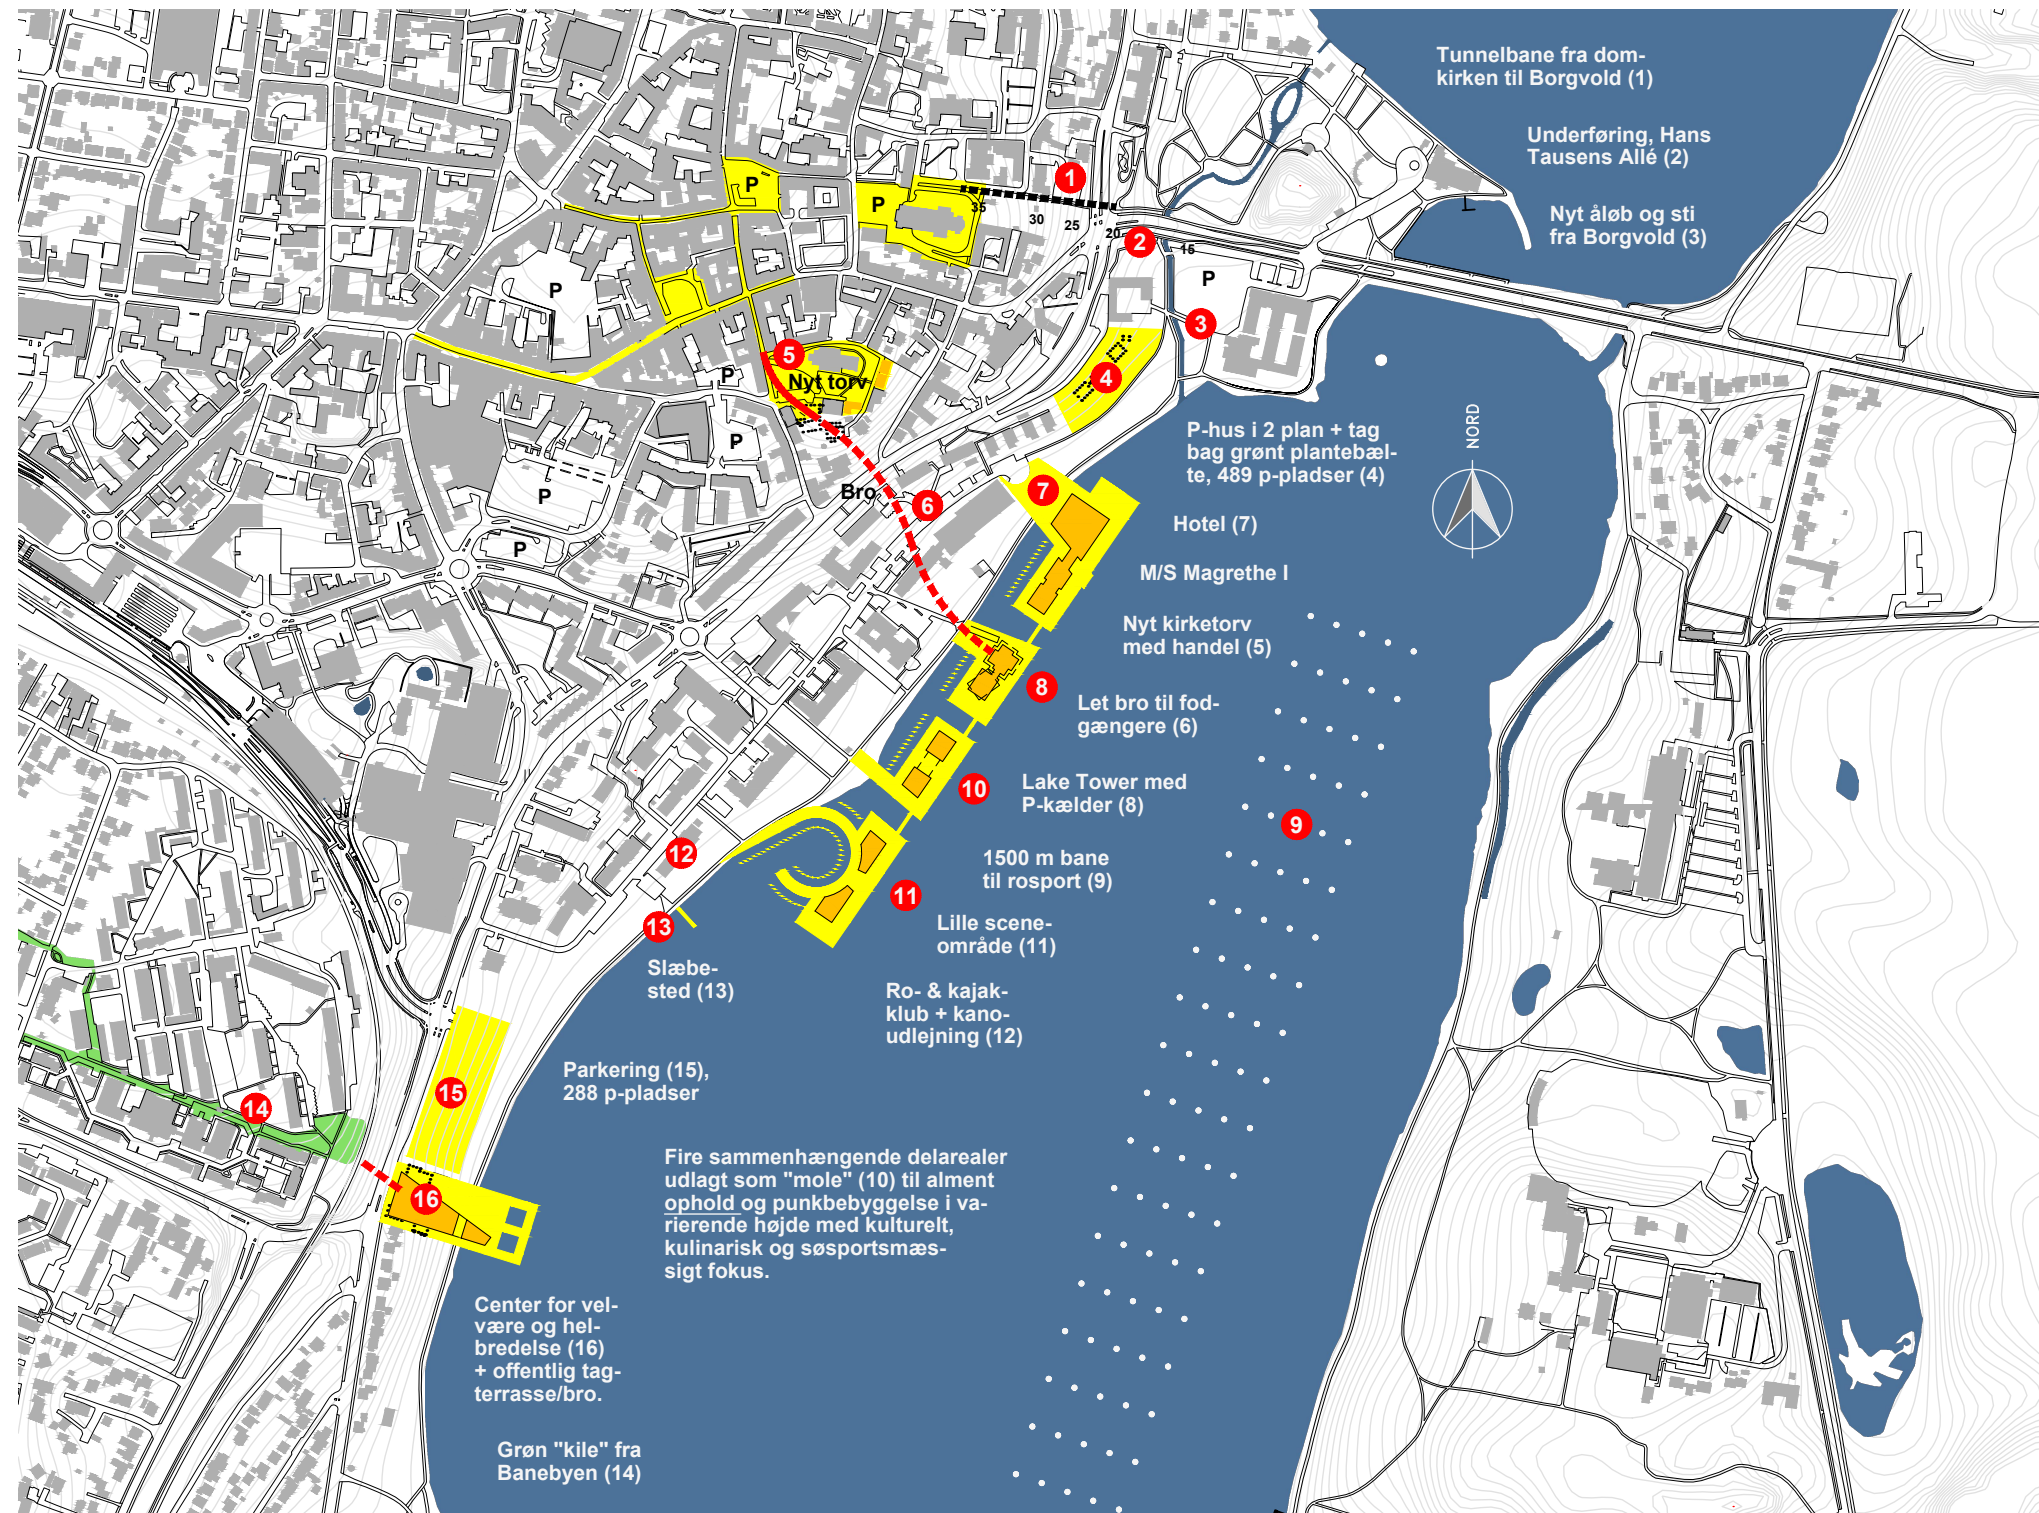 Tunnelbane fra dom-
kirken til Borgvold (1)
Underføring, Hans
Tausens Allé (2)
Nyt åløb og sti
fra Borgvold (3)
P
P
1
35
30
25
20
2
15
P
P
3
5
Nyt torv
P
4
P
P
P
Bro
6
7
NORD
P-hus i 2 plan + tag
bag grønt plantebæl-
te, 489 p-pladser (4)
Hotel (7)
M/S Magrethe I
Nyt kirketorv
med handel (5)
8
Let bro til fod-
gængere (6)
10
Lake Tower med
P-kælder (8)
9
12
1500 m bane
til rosport (9)
11
13
Lille scene-
område (11)
Slæbe-
sted (13)
Ro- & kajak-
klub + kano-
udlejning (12)
Parkering (15),
288 p-pladser
15
14
16
Fire sammenhængende delarealer
udlagt som "mole" (10) til alment
ophold og punkbebyggelse i va-
rierende højde med kulturelt,
kulinarisk og søsportsmæs-
sigt fokus.
Center for vel-
være og hel-
bredelse (16)
+ offentlig tag-
terrasse/bro.
Grøn "kile" fra
Banebyen (14)